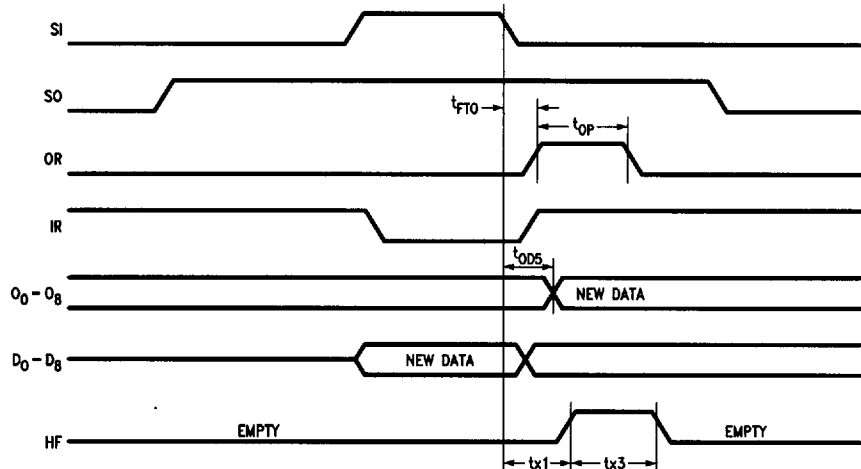 SI
SO
tFTO
tOP
OR
IR
tOD5
O0 – O8
NEW DATA
D0 – D8
NEW DATA
HF
EMPTY
EMPTY
tx1
tx3